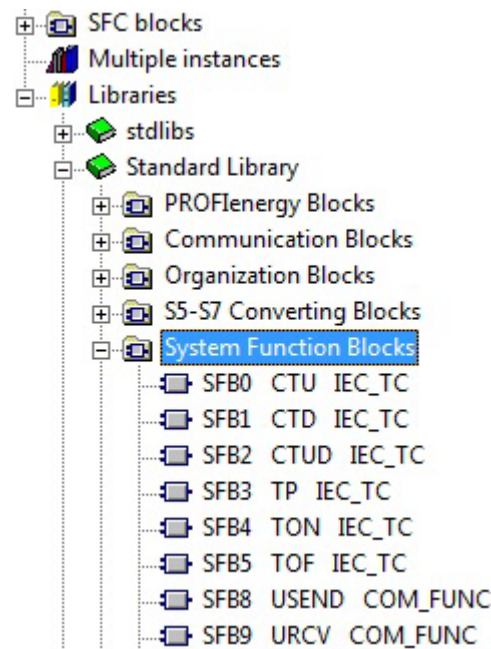 SFC blocks
Multiple instances
Libraries
stdlibs
Standard Library
PROFIenergy Blocks
Communication Blocks
Organization Blocks
S5-S7 Converting Blocks
System Function Blocks
SFB0 CTU IEC_TC
SFB1 CTD IEC_TC
SFB2 CTUD IEC_TC
SFB3 TP IEC_TC
SFB4 TON IEC_TC
SFB5 TOF IEC_TC
SFB8 USEND COM_FUNC
SFB9 URCV COM_FUNC